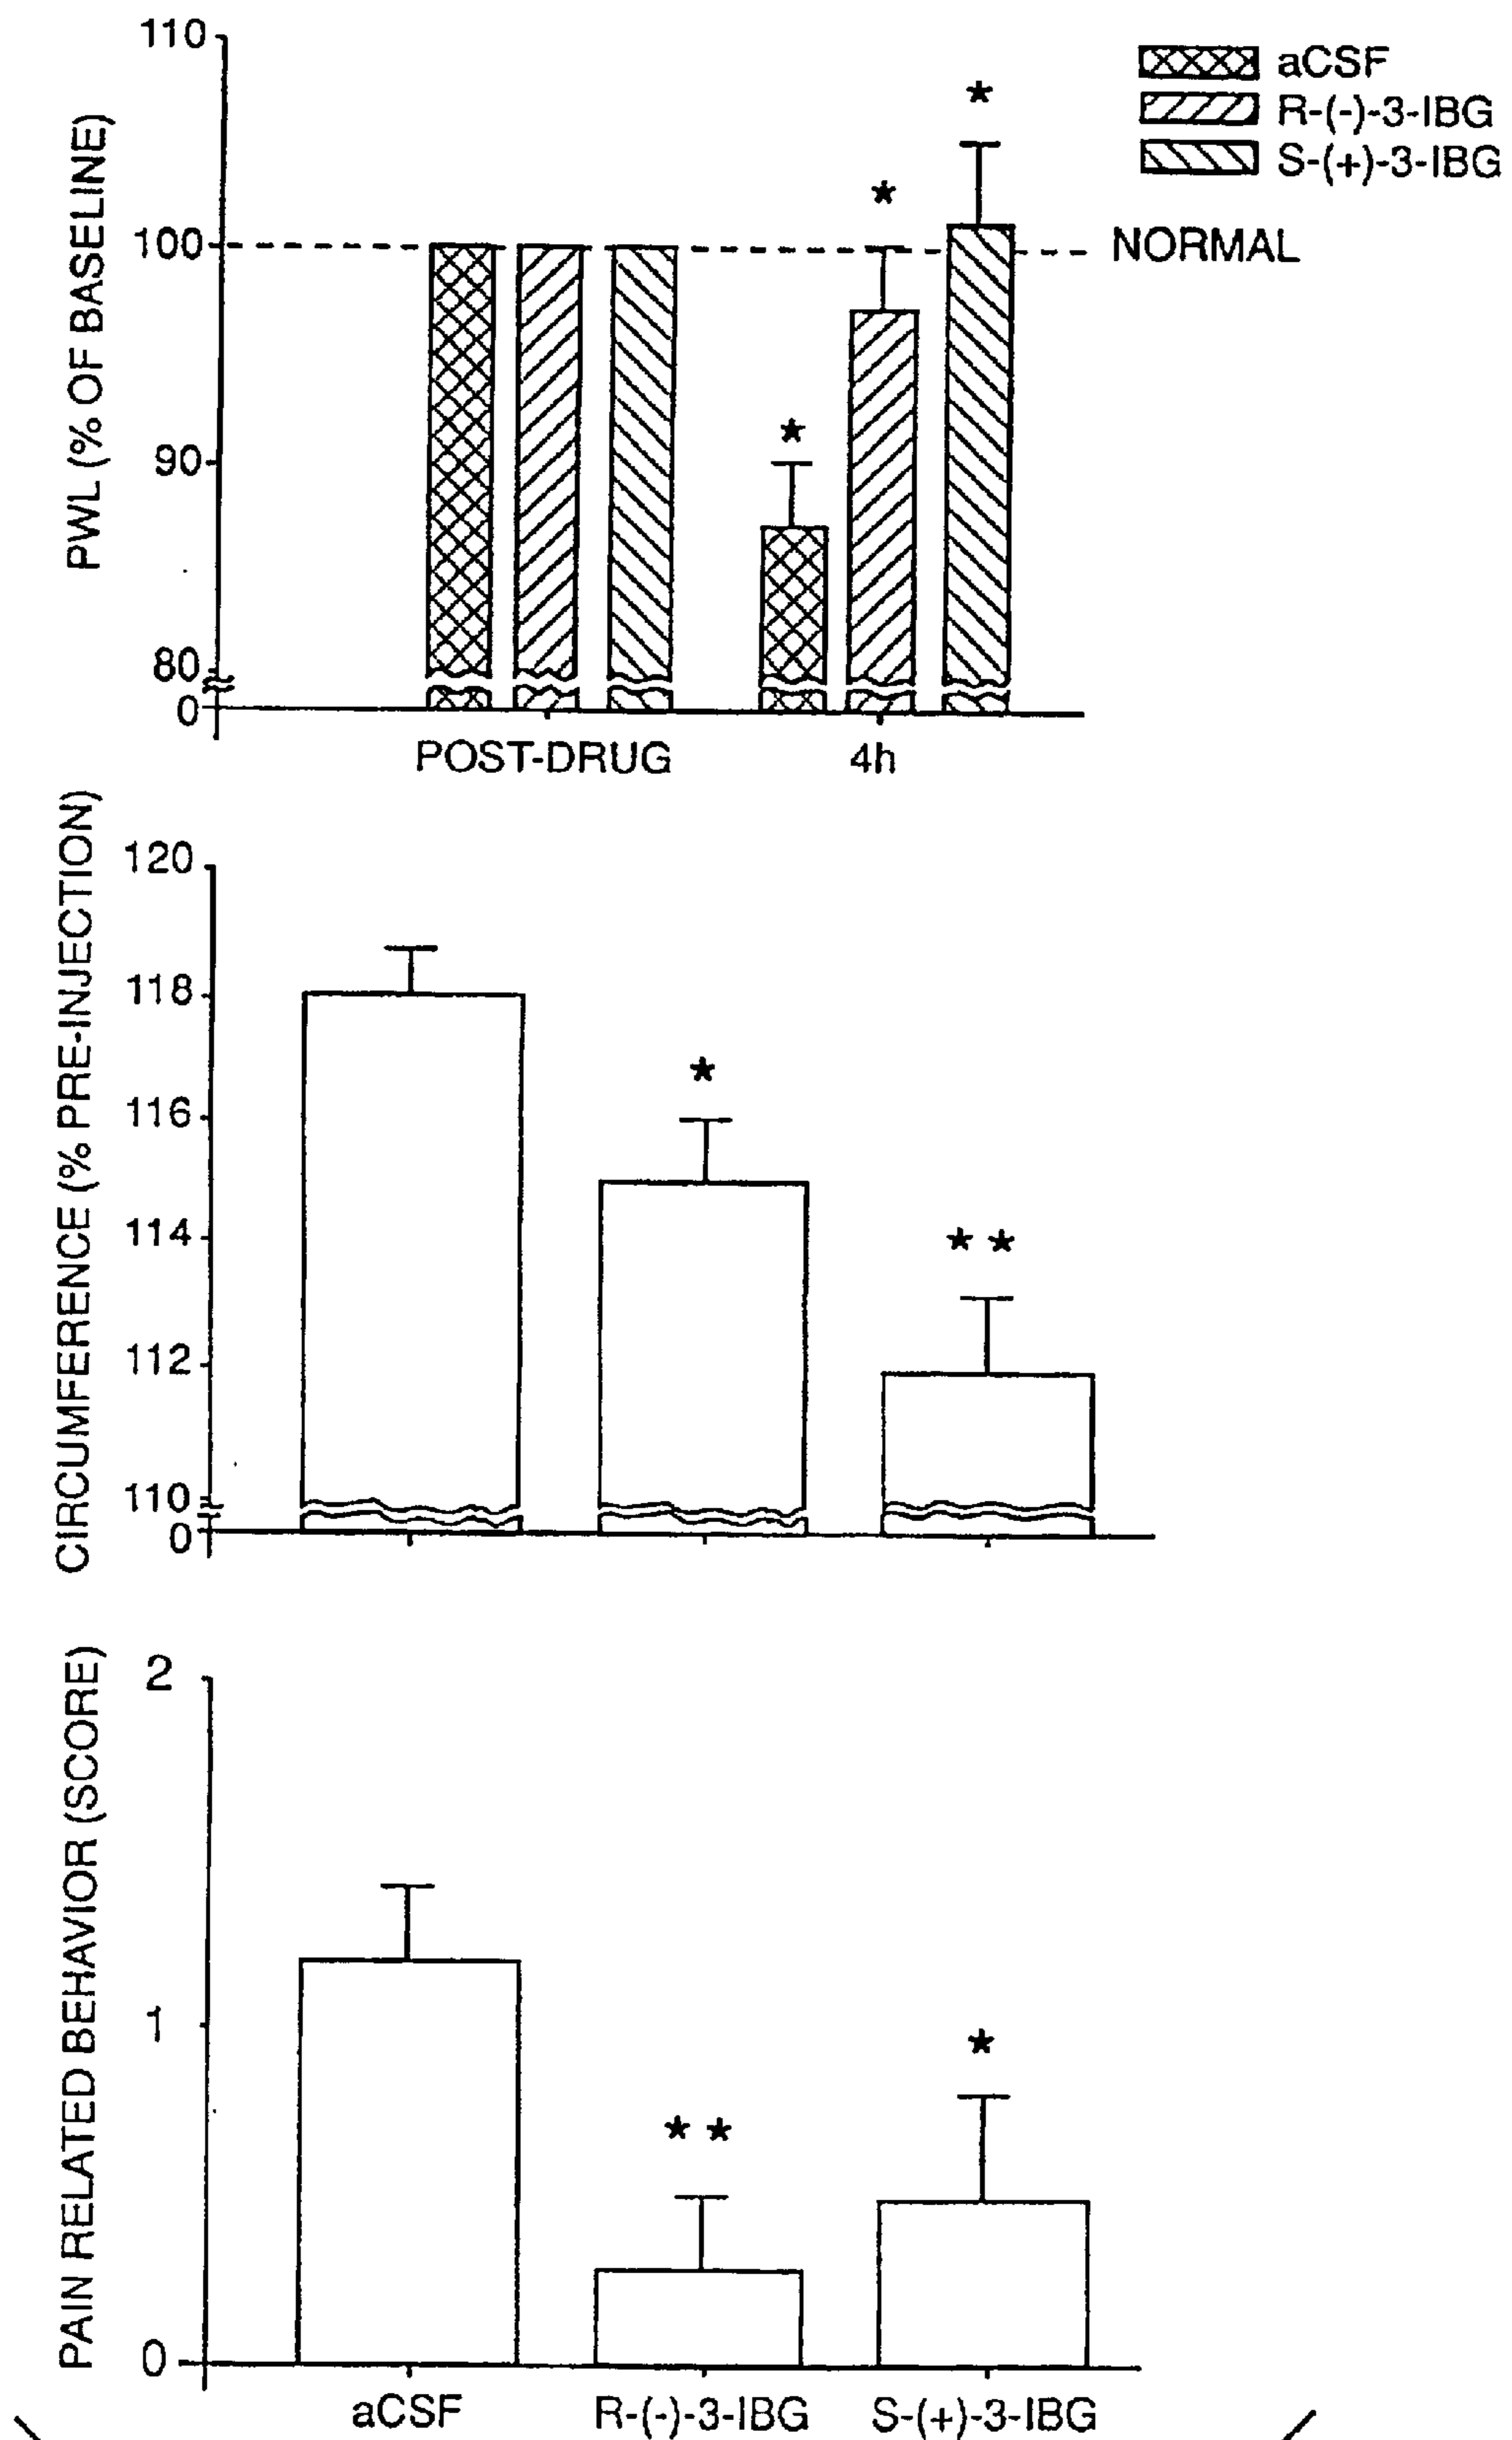 110
aCSF
R-(-)-3-IBG
S-(+)-3-IBG
*
*
*
100
NORMAL
90
80
0
PWL (% OF BASELINE)
POST-DRUG
4h
120
118
116
114
112
110
0
CIRCUMFERENCE (% PRE-INJECTION)
*
* *
2
1
0
PAIN RELATED BEHAVIOR (SCORE)
* *
*
aCSF
R-(-)-3-IBG
S-(+)-3-IBG